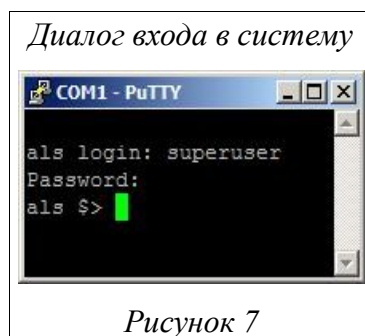 Диалог входа в систему
COM1 - PuTTY
als login: superuser
Password:
als $>
Рисунок 7